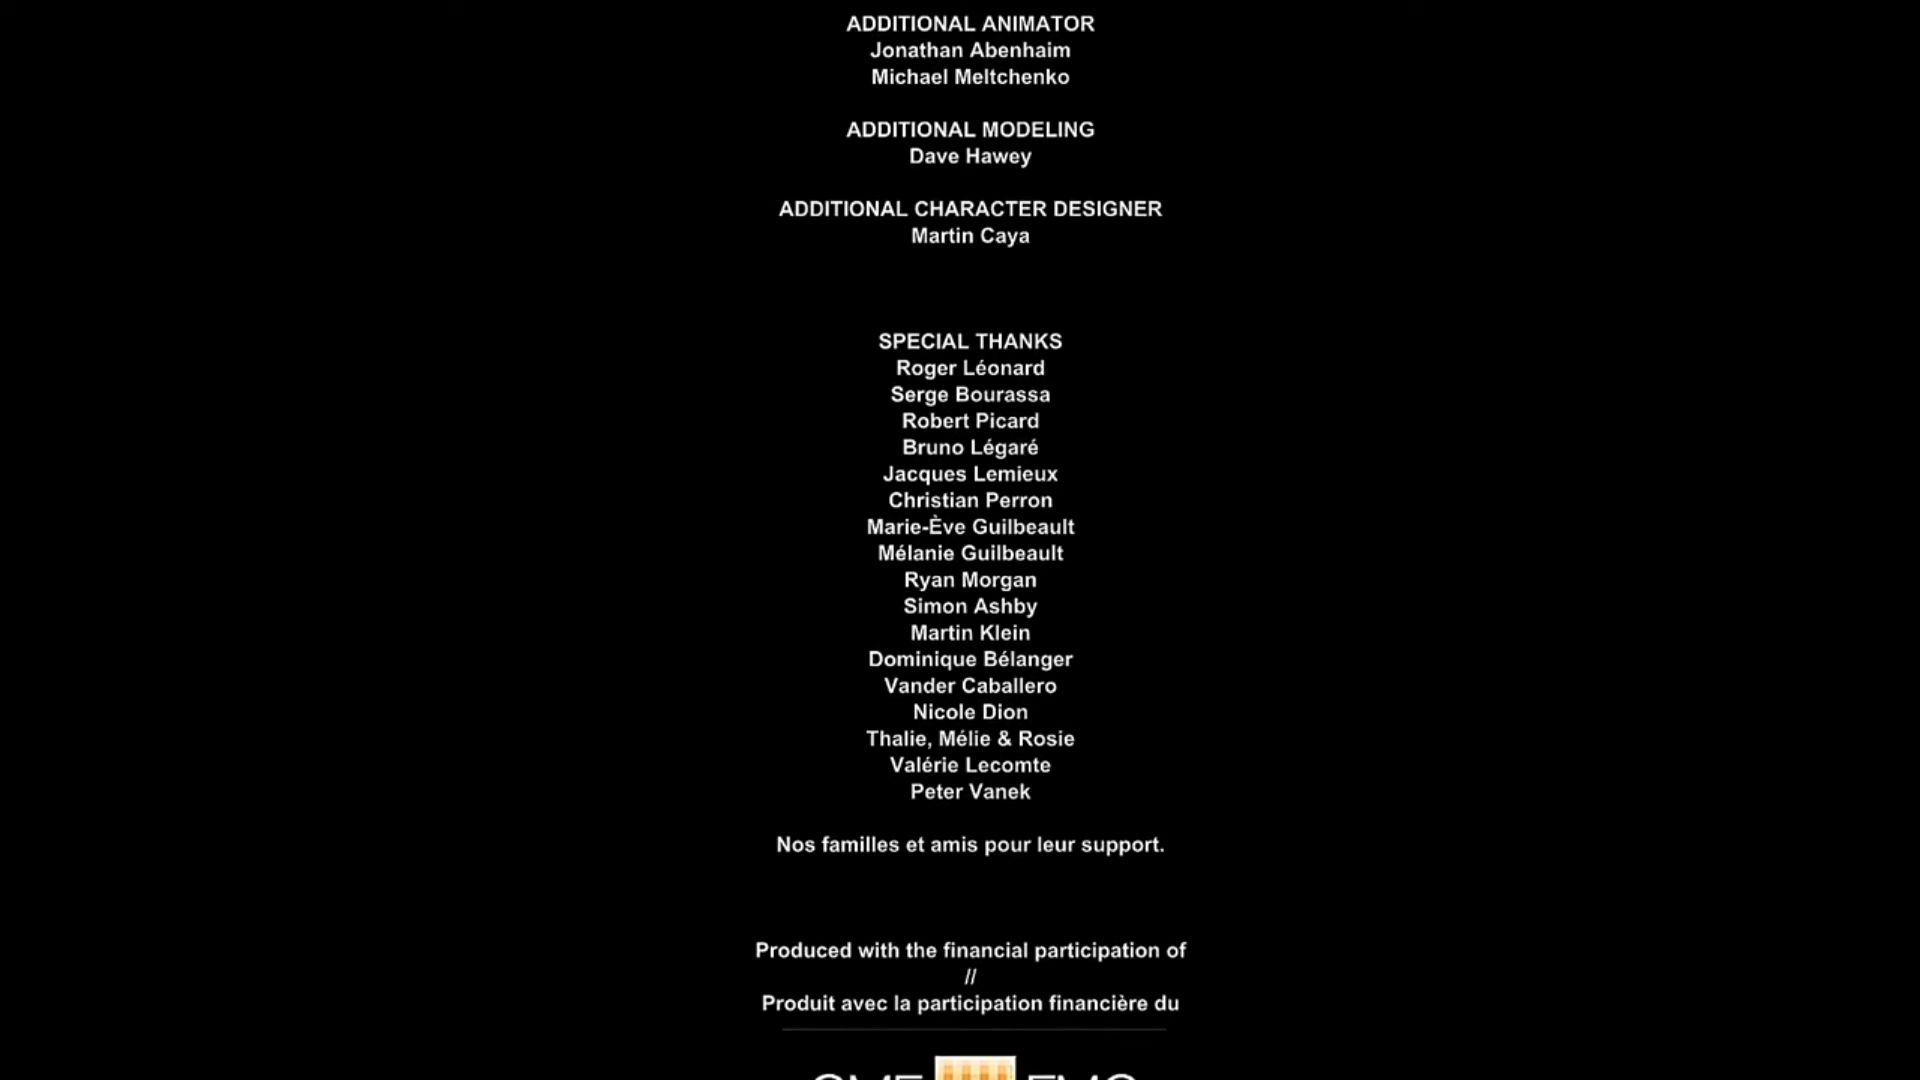 ADDITIONAL ANIMATOR
Jonathan Abenhaim
Michael Meltchenko
ADDITIONAL MODELING
Dave Hawey
ADDITIONAL CHARACTER DESIGNER
Martin Caya
SPECIAL THANKS
Roger Léonard
Serge Bourassa
Robert Picard
Bruno Légaré
Jacques Lemieux
Christian Perron
Marie-Ève Guilbeault
Mélanie Guilbeault
Ryan Morgan
Simon Ashby
Martin Klein
Dominique Bélanger
Vander Caballero
Nicole Dion
Thalie, Mélie & Rosie
Valérie Lecomte
Peter Vanek
Nos familles et amis pour leur support.
Produced with the financial participation of
//
Produit avec la participation financière du